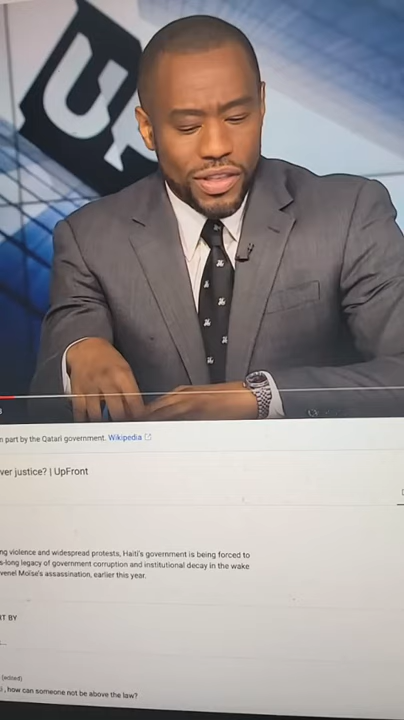 UP
n part by the Qatari government. Wikipedia
ver justice? | UpFront
ng violence and widespread protests, Haiti's government is being forced to
s-long legacy of government corruption and institutional decay in the wake
venel Moïse's assassination, earlier this year.
IT BY
(edited)
, how can someone not be above the law?